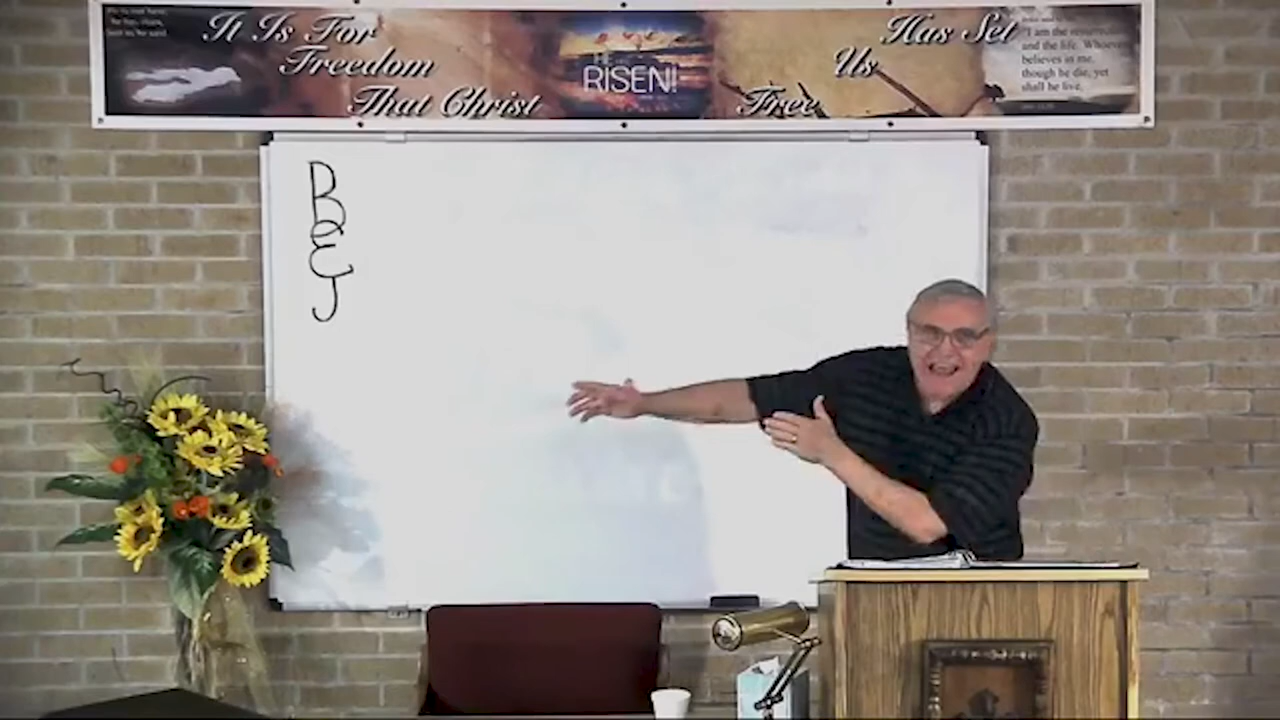 It Is For
Freedom
That Christ
HE
RISEN!
Has Set
Us
Free
"I am the resurrection
and the life. Whoever
believes in me,
though he die, yet
shall he live.
B
E
J